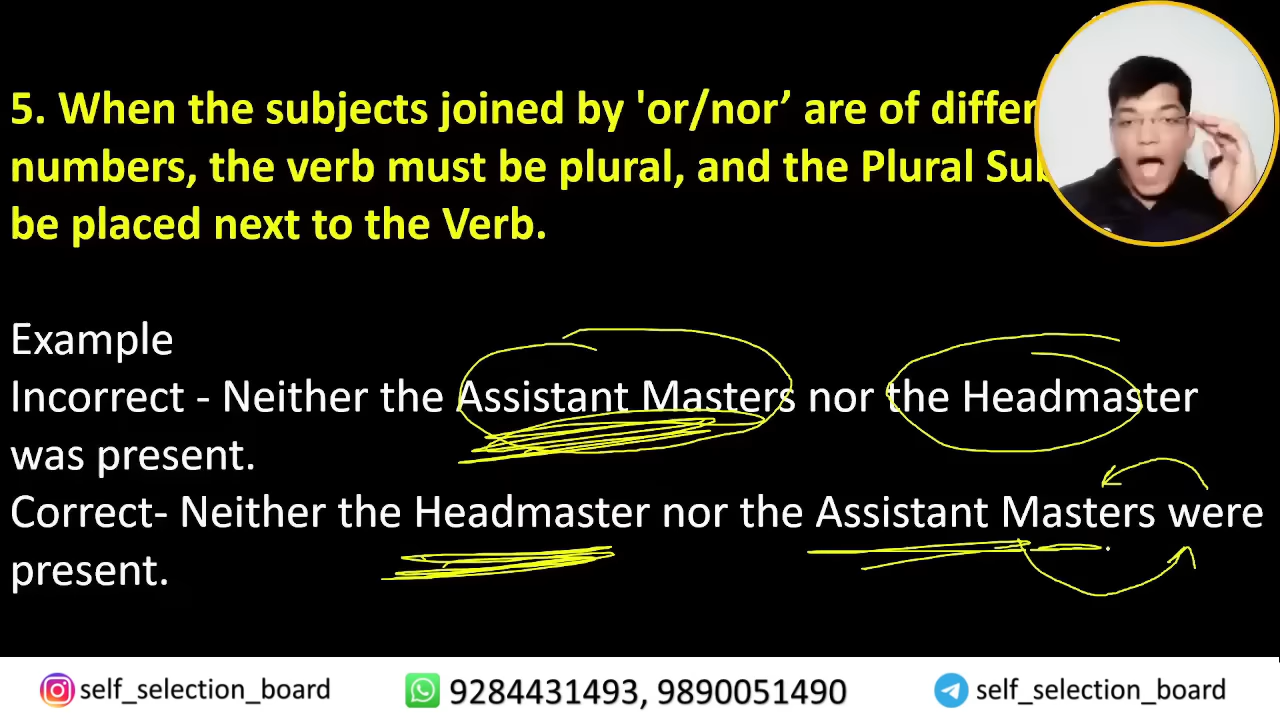 5. When the subjects joined by 'or/nor’ are of
numbers, the verb must be plural, and the Plural
be placed next to the Verb.
Example
Incorrect - Neither the Assistant Masters nor the Headmaster
was present.
Correct- Neither the Headmaster nor the Assistant Masters were
present.
self_selection_board
9284431493, 9890051490
self_selection_board